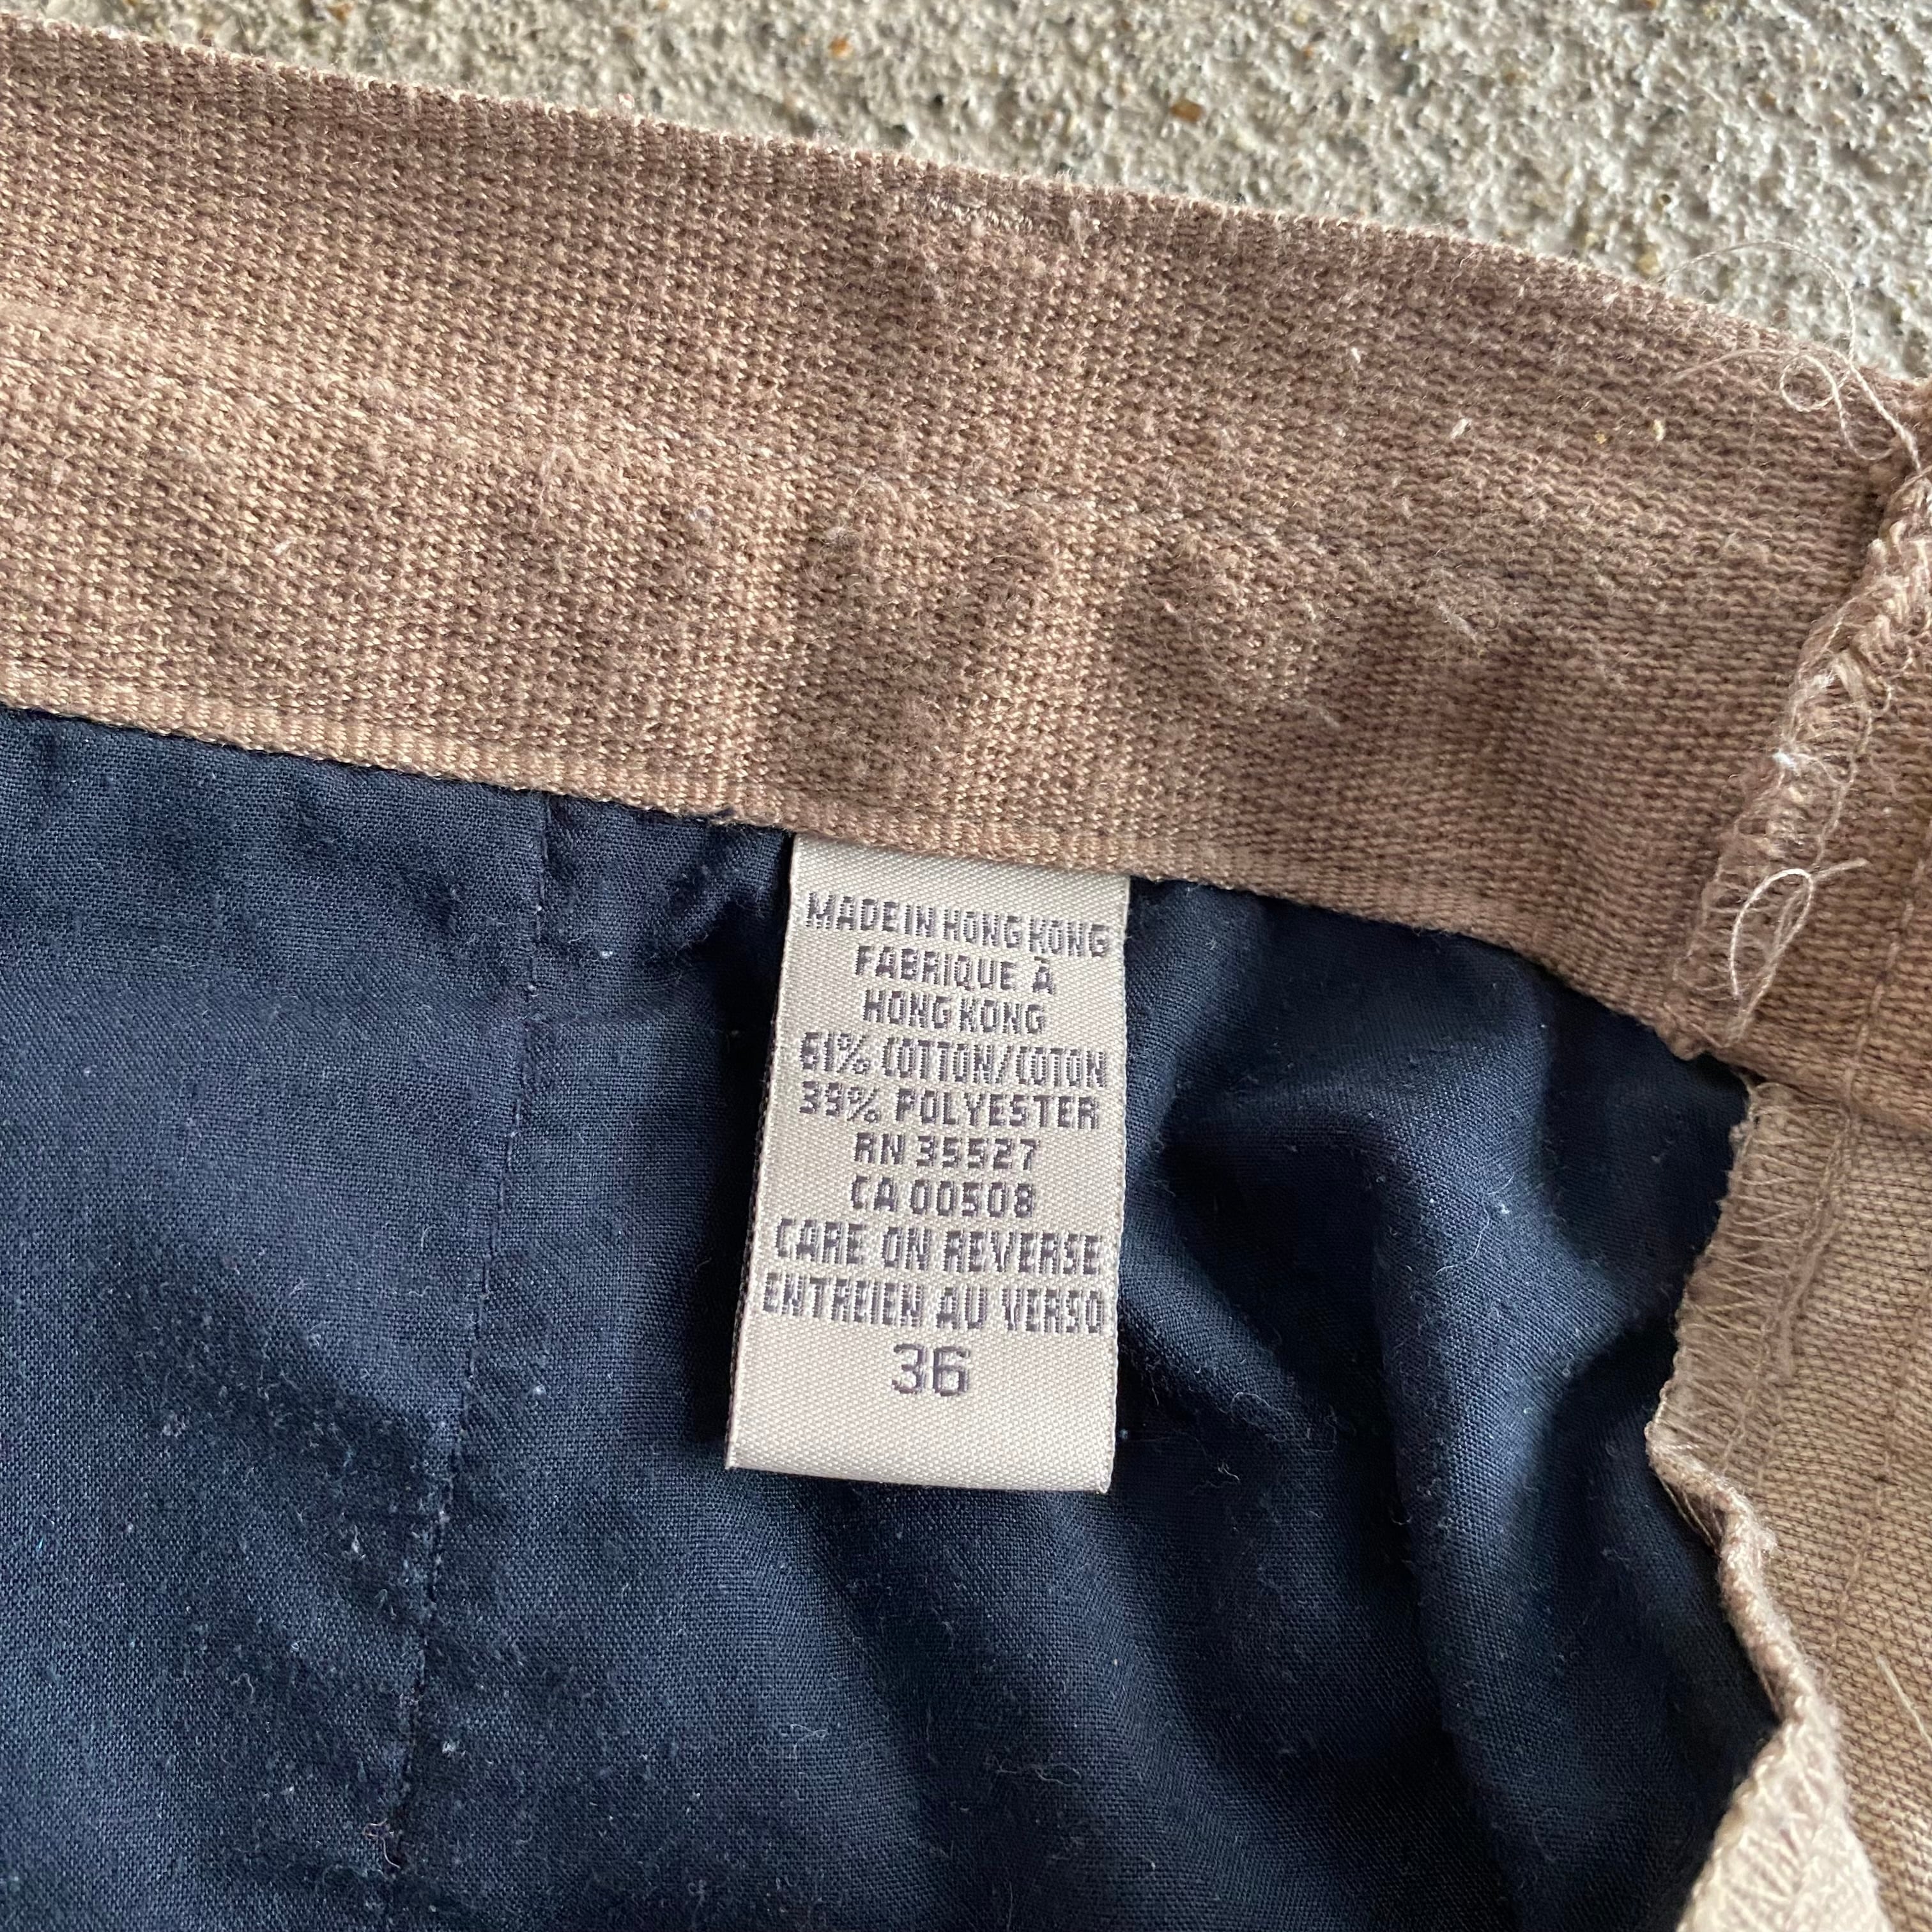 MADE IN HONG KONG
FABRIQUE À
HONG KONG
61% COTTON/COTON
39% POLYESTER
RN 35527
CA 00508
CARE ON REVERSE
ENTREIEN AU VERSO
36